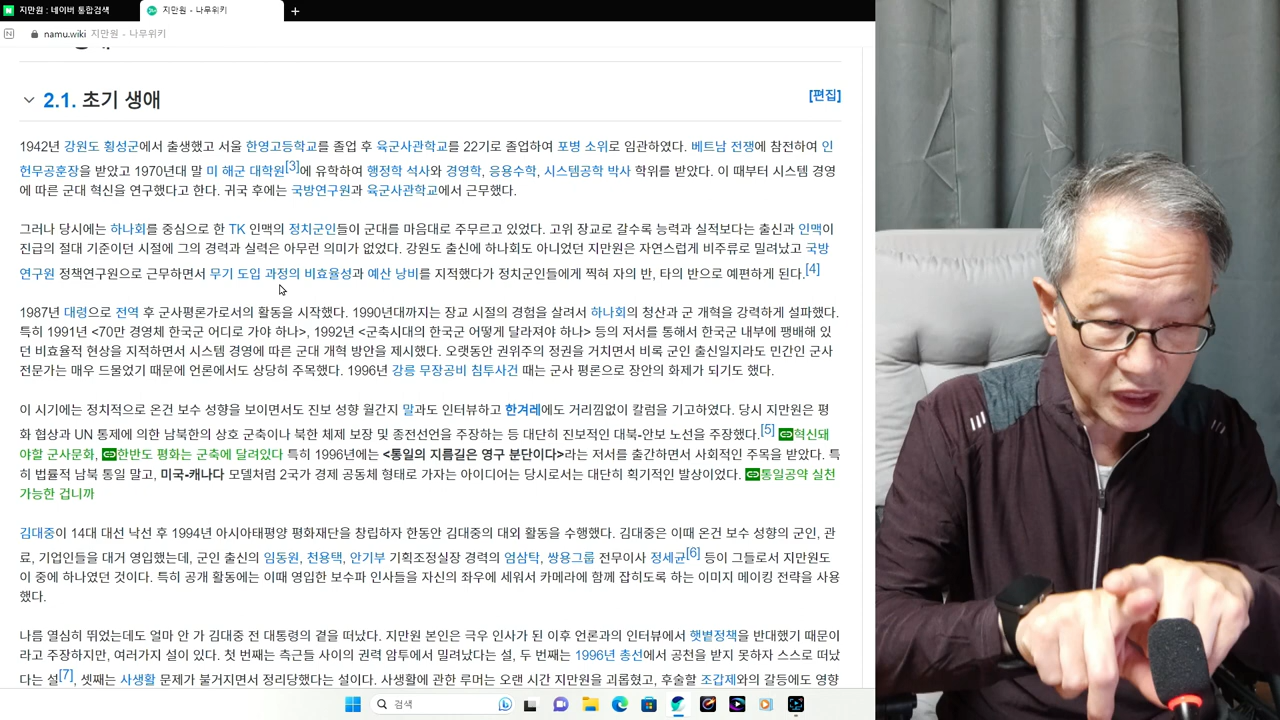 지만원 : 네이버 통합검색
지만원 - 나무위키
namu.wiki 지만원 - 나무위키
2.1. 초기 생애
[편집]
1942년 강원도 횡성군에서 출생했고 서울 한영고등학교를 졸업 후 육군사관학교를 22기로 졸업하여 포병 소위로 임관하였다. 베트남 전쟁에 참전하여 인
헌무공훈장을 받았고 1970년대 말 미 해군 대학원[3]에 유학하여 행정학 석사와 경영학, 응용수학, 시스템공학 박사 학위를 받았다. 이 때부터 시스템 경영
에 따른 군대 혁신을 연구했다고 한다. 귀국 후에는 국방연구원과 육군사관학교에서 근무했다.
그러나 당시에는 하나회를 중심으로 한 TK 인맥의 정치군인들이 군대를 마음대로 주무르고 있었다. 고위 장교로 갈수록 능력과 실적보다는 출신과 인맥이
진급의 절대 기준이던 시절에 그의 경력과 실력은 아무런 의미가 없었다. 강원도 출신에 하나회도 아니었던 지만원은 자연스럽게 비주류로 밀려났고 국방
연구원 정책연구원으로 근무하면서 무기 도입 과정의 비효율성과 예산 낭비를 지적했다가 정치군인들에게 찍혀 자의 반, 타의 반으로 예편하게 된다.[4]
1987년 대령으로 전역 후 군사평론가로서의 활동을 시작했다. 1990년대까지는 장교 시절의 경험을 살려서 하나회의 청산과 군 개혁을 강력하게 설파했다.
특히 1991년 <70만 경영체 한국군 어디로 가야 하나>, 1992년 <군축시대의 한국군 어떻게 달라져야 하나> 등의 저서를 통해서 한국군 내부에 팽배해 있
던 비효율적 현상을 지적하면서 시스템 경영에 따른 군대 개혁 방안을 제시했다. 오랫동안 권위주의 정권을 거치면서 비록 군인 출신일지라도 민간인 군사
전문가는 매우 드물었기 때문에 언론에서도 상당히 주목했다. 1996년 강릉 무장공비 침투사건 때는 군사 평론으로 장안의 화제가 되기도 했다.
이 시기에는 정치적으로 온건 보수 성향을 보이면서도 진보 성향 월간지 말과도 인터뷰하고 한겨레에도 거리낌없이 칼럼을 기고하였다. 당시 지만원은 평
화 협상과 UN 통제에 의한 남북한의 상호 군축이나 북한 체제 보장 및 종전선언을 주장하는 등 대단히 진보적인 대북-안보 노선을 주장했다.[5] 혁신돼
야할 군사문화, 한반도 평화는 군축에 달려있다 특히 1996년에는 <통일의 지름길은 영구 분단이다>라는 저서를 출간하면서 사회적인 주목을 받았다. 특
히 법률적 남북 통일 말고, 미국-캐나다 모델처럼 2국가 경제 공동체 형태로 가자는 아이디어는 당시로서는 대단히 획기적인 발상이었다. 통일공약 실천
가능한 겁니까
김대중이 14대 대선 낙선 후 1994년 아시아태평양 평화재단을 창립하자 한동안 김대중의 대외 활동을 수행했다. 김대중은 이때 온건 보수 성향의 군인, 관
료, 기업인들을 대거 영입했는데, 군인 출신의 임동원, 천용택, 안기부 기획조정실장 경력의 엄삼탁, 쌍용그룹 전무이사 정세균[6] 등이 그들로서 지만원도
이 중에 하나였던 것이다. 특히 공개 활동에는 이때 영입한 보수파 인사들을 자신의 좌우에 세워서 카메라에 함께 잡히도록 하는 이미지 메이킹 전략을 사용
했다.
나름 열심히 뛰었는데도 얼마 안 가 김대중 전 대통령의 곁을 떠났다. 지만원 본인은 극우 인사가 된 이후 언론과의 인터뷰에서 햇볕정책을 반대했기 때문이
라고 주장하지만, 여러가지 설이 있다. 첫 번째는 측근들 사이의 권력 암투에서 밀려났다는 설, 두 번째는 1996년 총선에서 공천을 받지 못하자 스스로 떠났
다는 설[7], 셋째는 사생활 문제가 불거지면서 정리당했다는 설이다. 사생활에 관한 루머는 오랜 시간 지만원을 괴롭혔고, 후술할 조갑제와의 갈등에도 영향
검색